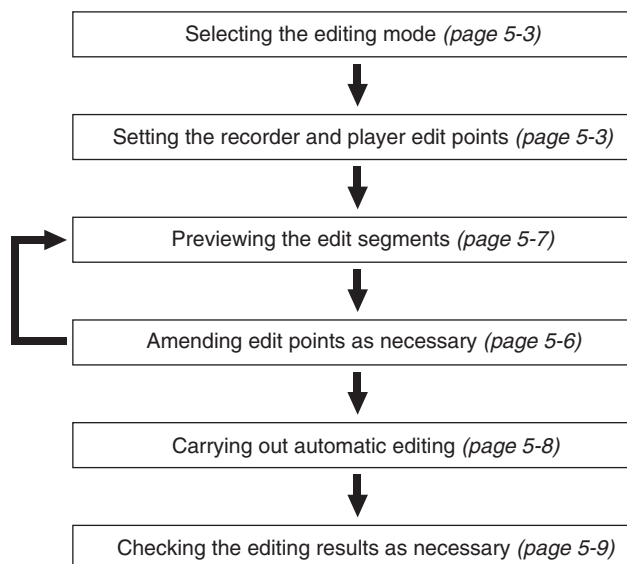 Selecting the editing mode (page 5-3)
Setting the recorder and player edit points (page 5-3)
Previewing the edit segments (page 5-7)
Amending edit points as necessary (page 5-6)
Carrying out automatic editing (page 5-8)
Checking the editing results as necessary (page 5-9)